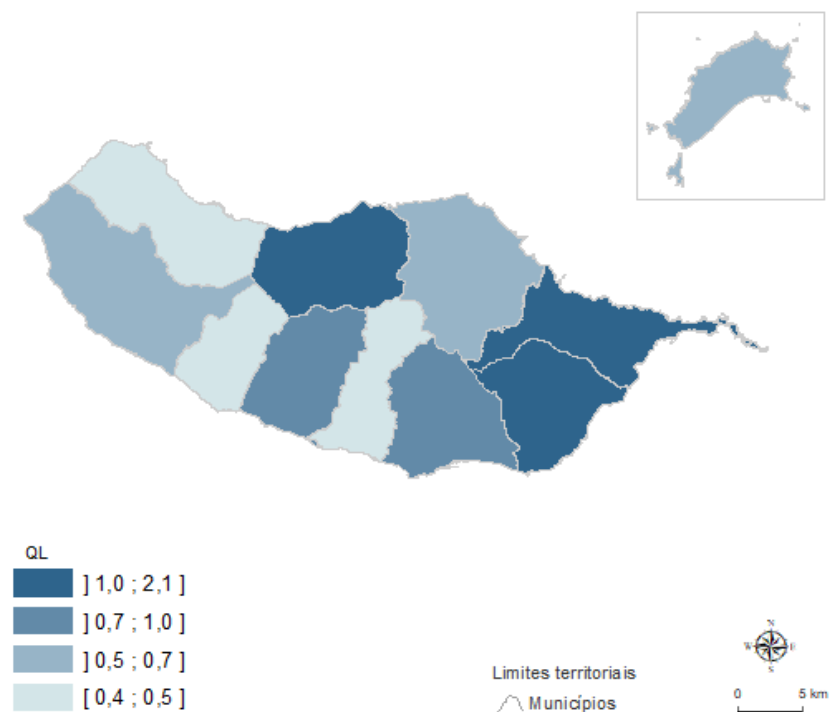 QL
] 1,0 ; 2,1 ]
] 0,7 ; 1,0 ]
] 0,5 ; 0,7 ]
[ 0,4 ; 0,5 ]
Limites territoriais
Municípios
N
W E
S
0 5 km